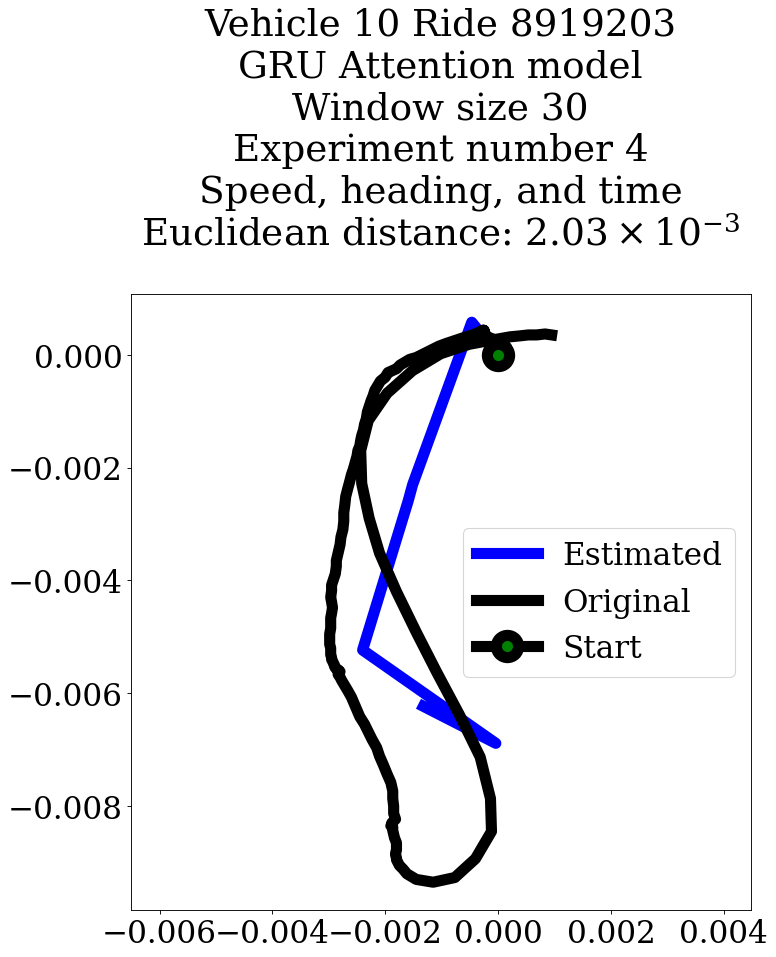 Vehicle 10 Ride 8919203
GRU Attention model
Window size 30
Experiment number 4
Speed, heading, and time
Euclidean distance: 2.03 × 10⁻³
0.000
−0.002
−0.004
−0.006
−0.008
Estimated
Original
Start
−0.006 −0.004 −0.002 0.000 0.002 0.004